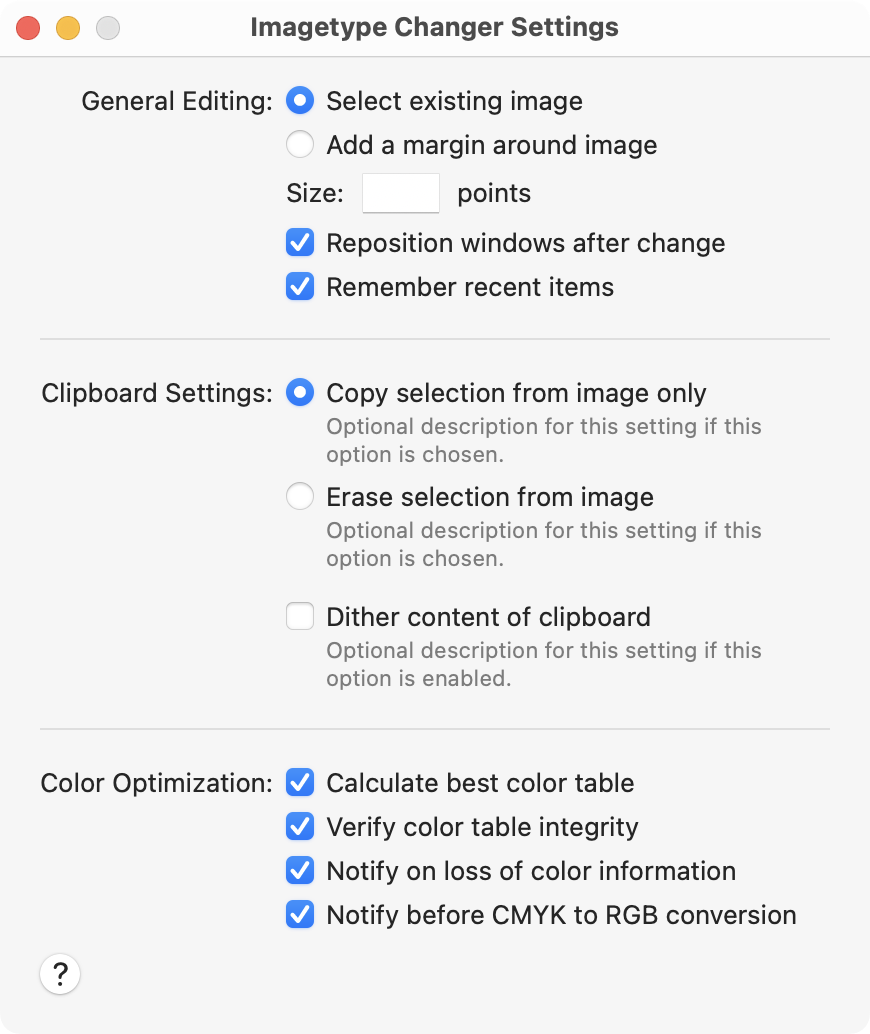 Imagetype Changer Settings
General Editing: Select existing image
Add a margin around image
Size: points
Reposition windows after change
Remember recent items
Clipboard Settings: Copy selection from image only
Optional description for this setting if this
option is chosen.
Erase selection from image
Optional description for this setting if this
option is chosen.
Dither content of clipboard
Optional description for this setting if this
option is enabled.
Color Optimization: Calculate best color table
Verify color table integrity
Notify on loss of color information
Notify before CMYK to RGB conversion
?